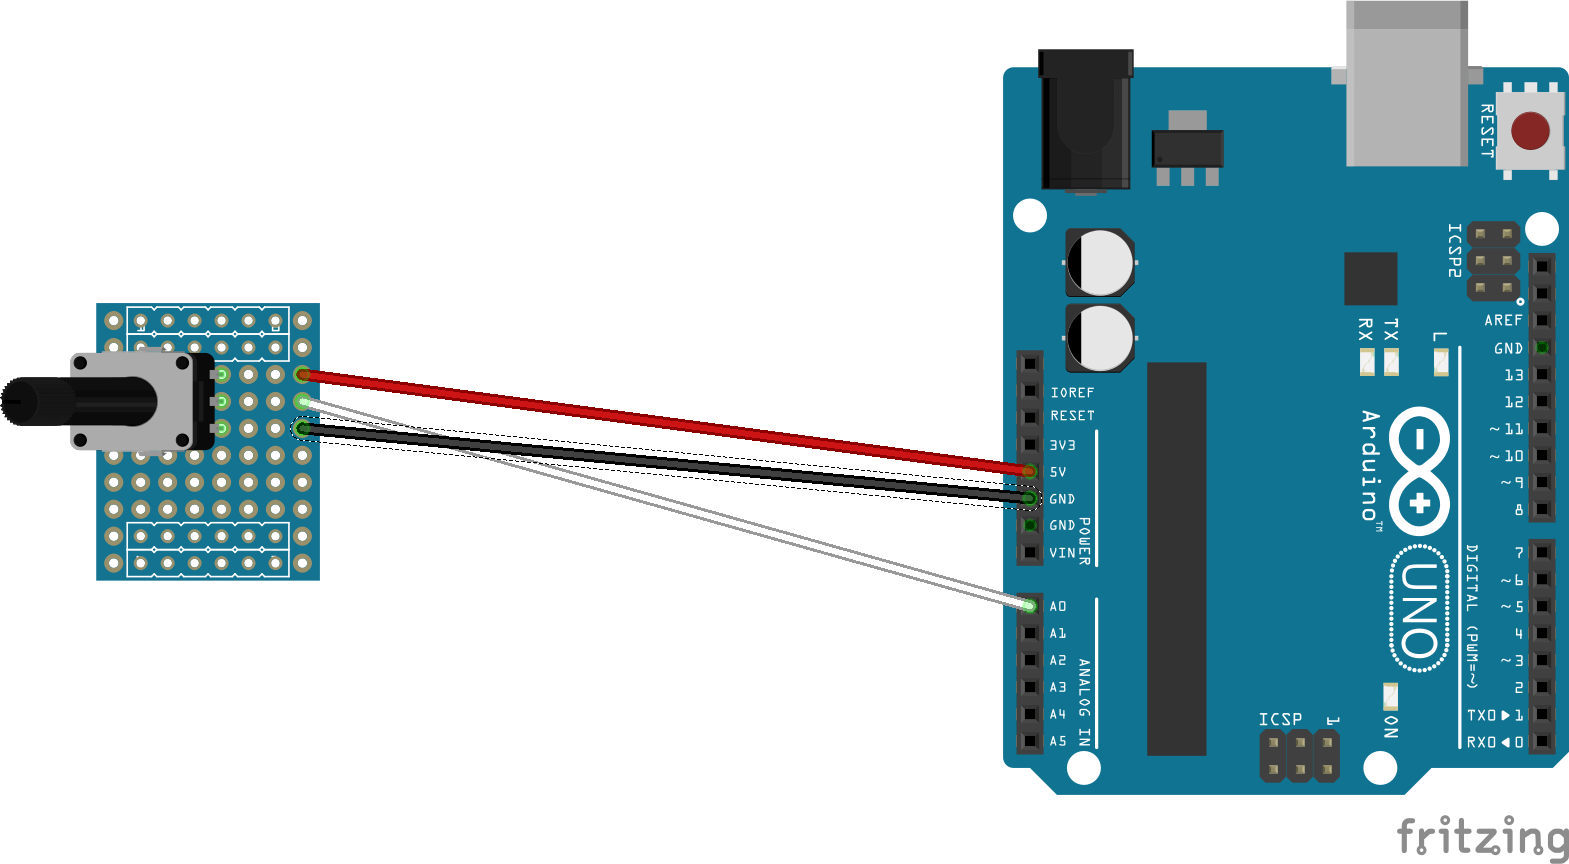 RESET
ICSP2
AREF
GND
RX
TX
L
13
12
~11
~10
~9
8
IOREF
RESET
3V3
5V
GND
GND
VIN
POWER
Arduino™
UNO
A0
A1
A2
A3
A4
A5
ANALOG IN
7
~6
~5
4
~3
2
TX0▶1
RX0◀0
DIGITAL (PWM=~)
ON
ICSP
1
fritzing